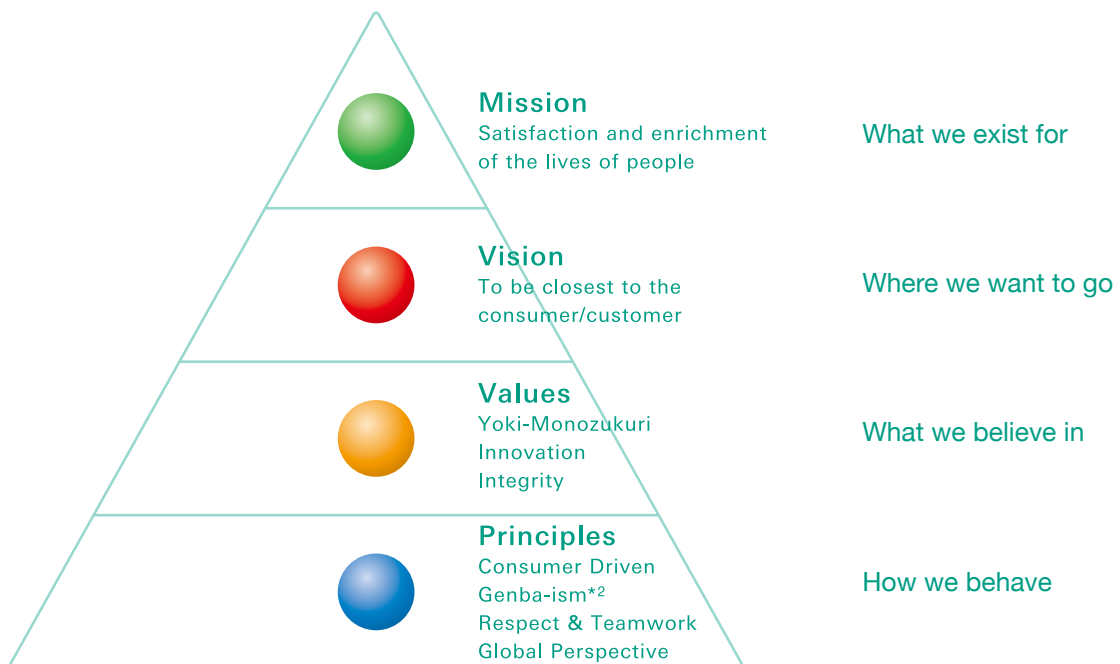 Mission
Satisfaction and enrichment
of the lives of people
What we exist for
Vision
To be closest to the
consumer/customer
Where we want to go
Values
Yoki-Monozukuri
Innovation
Integrity
What we believe in
Principles
Consumer Driven
Genba-ism*²
Respect & Teamwork
Global Perspective
How we behave